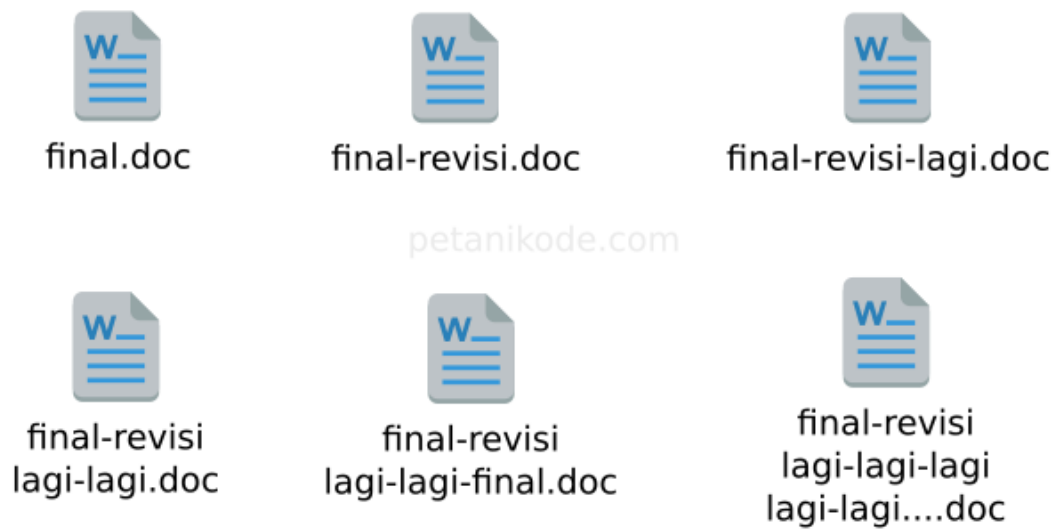 W
final.doc
W
final-revisi.doc
W
final-revisi-lagi.doc
petanikode.com
W
final-revisi
lagi-lagi.doc
W
final-revisi
lagi-lagi-final.doc
W
final-revisi
lagi-lagi-lagi
lagi-lagi....doc